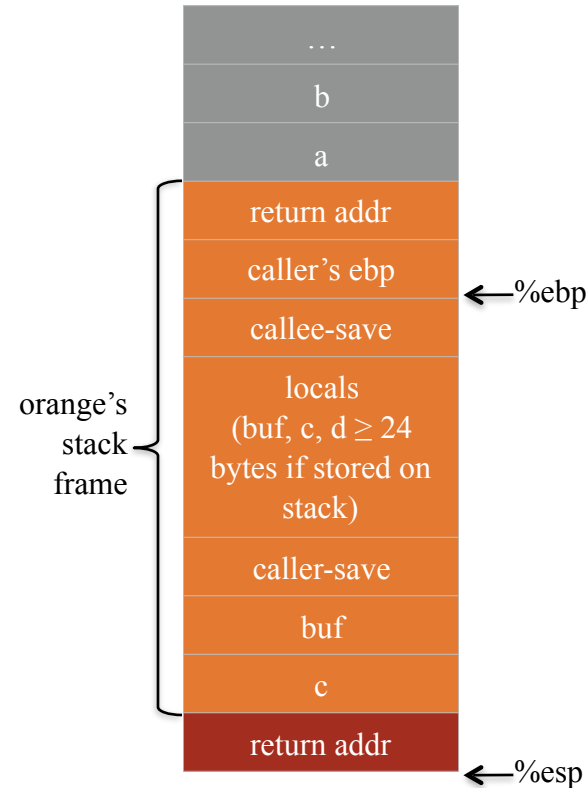 …
b
a
return addr
caller’s ebp
%ebp
callee-save
locals
(buf, c, d ≥ 24
bytes if stored on
stack)
orange’s
stack
frame
caller-save
buf
c
return addr
%esp